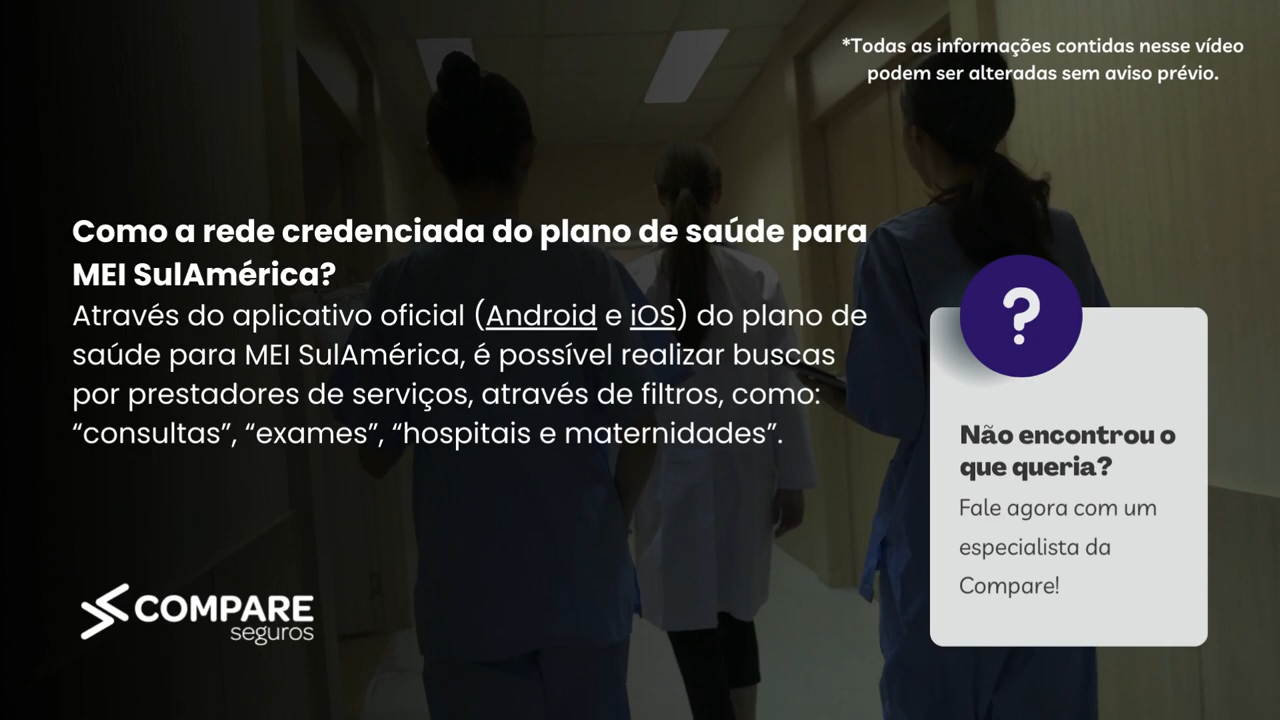 *Todas as informações contidas nesse vídeo
podem ser alteradas sem aviso prévio.
Como a rede credenciada do plano de saúde para
MEI SulAmérica?
Através do aplicativo oficial (Android e iOS) do plano de
saúde para MEI SulAmérica, é possível realizar buscas
por prestadores de serviços, através de filtros, como:
“consultas”, “exames”, “hospitais e maternidades”.
?
Não encontrou o
que queria?
Fale agora com um
especialista da
Compare!
COMPARE
seguros